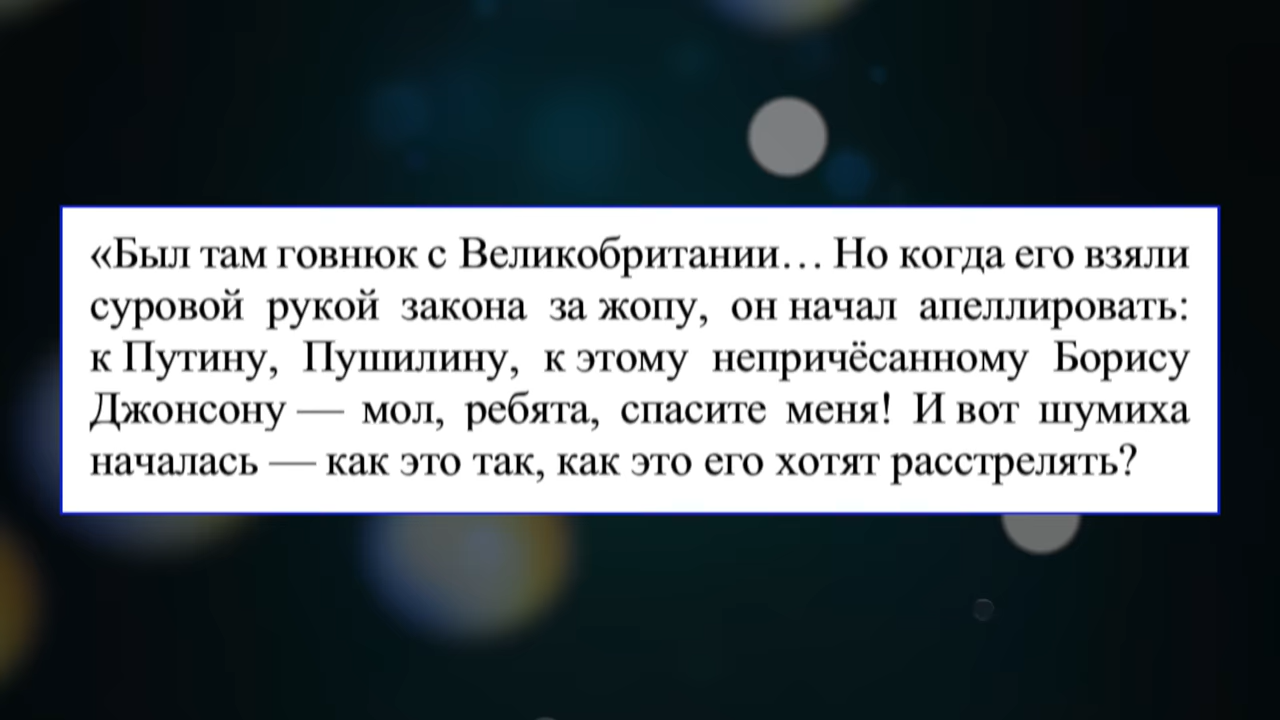 «Был там говнюк с Великобритании… Но когда его взяли
суровой рукой закона за жопу, он начал апеллировать:
к Путину, Пушилину, к этому непричёсанному Борису
Джонсону — мол, ребята, спасите меня! И вот шумиха
началась — как это так, как это его хотят расстрелять?